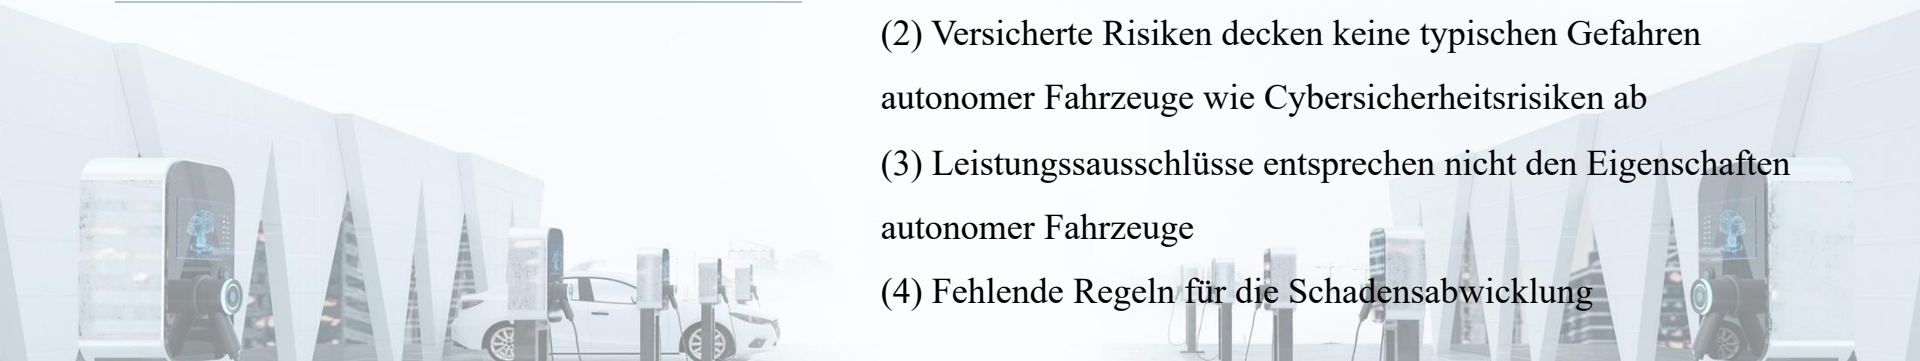 (2) Versicherte Risiken decken keine typischen Gefahren
autonomer Fahrzeuge wie Cybersicherheitsrisiken ab
(3) Leistungssausschlüsse entsprechen nicht den Eigenschaften
autonomer Fahrzeuge
(4) Fehlende Regeln für die Schadensabwicklung